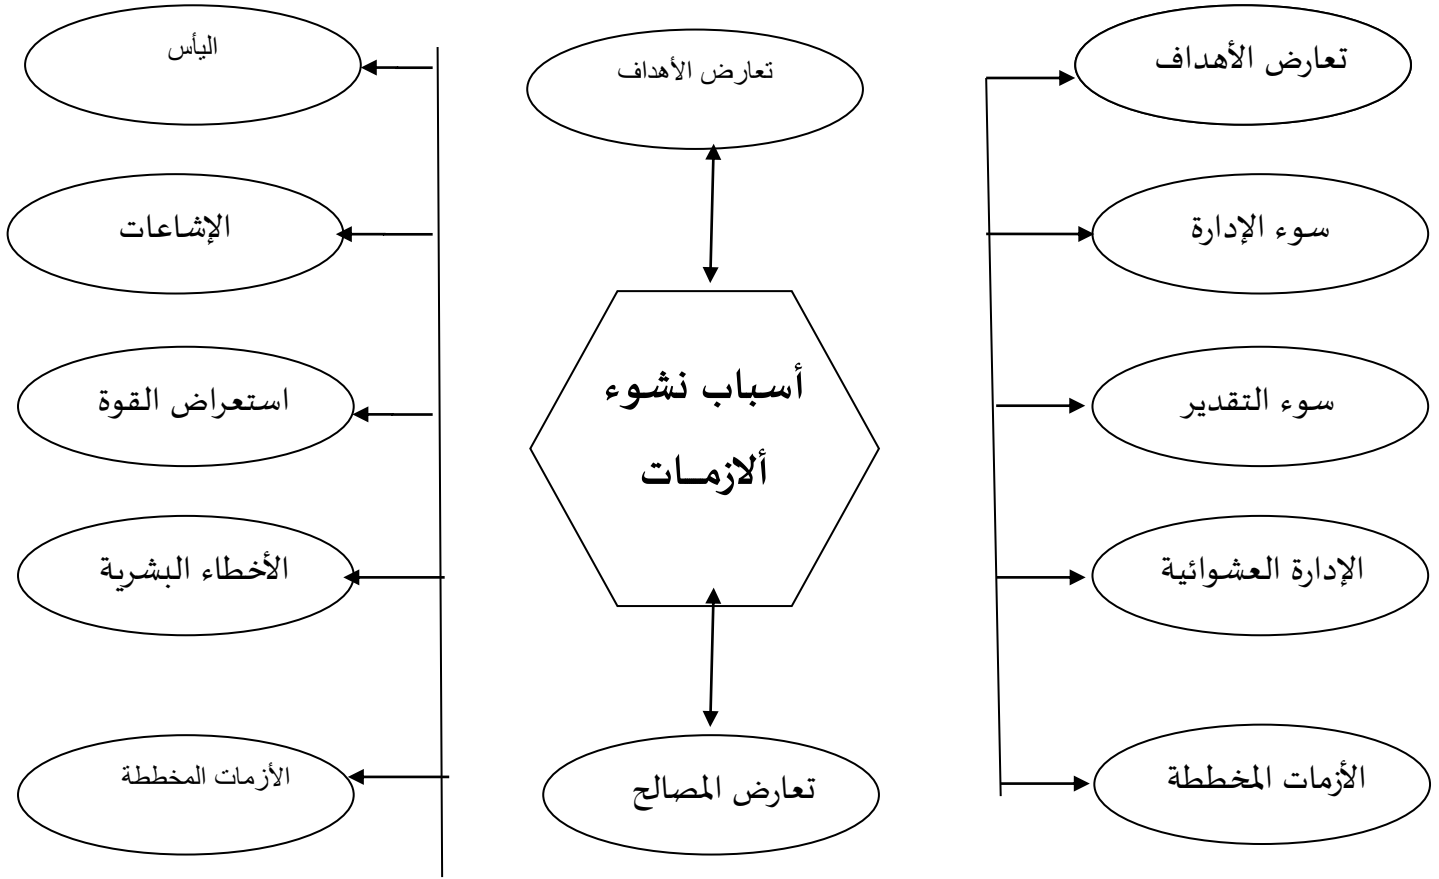 تعارض الأهداف
سوء الإدارة
سوء التقدير
الإدارة العشوائية
الأزمات المخططة
تعارض الأهداف
أسباب نشوء
ألازمــات
تعارض المصالح
اليأس
الإشاعات
استعراض القوة
الأخطاء البشرية
الأزمات المخططة